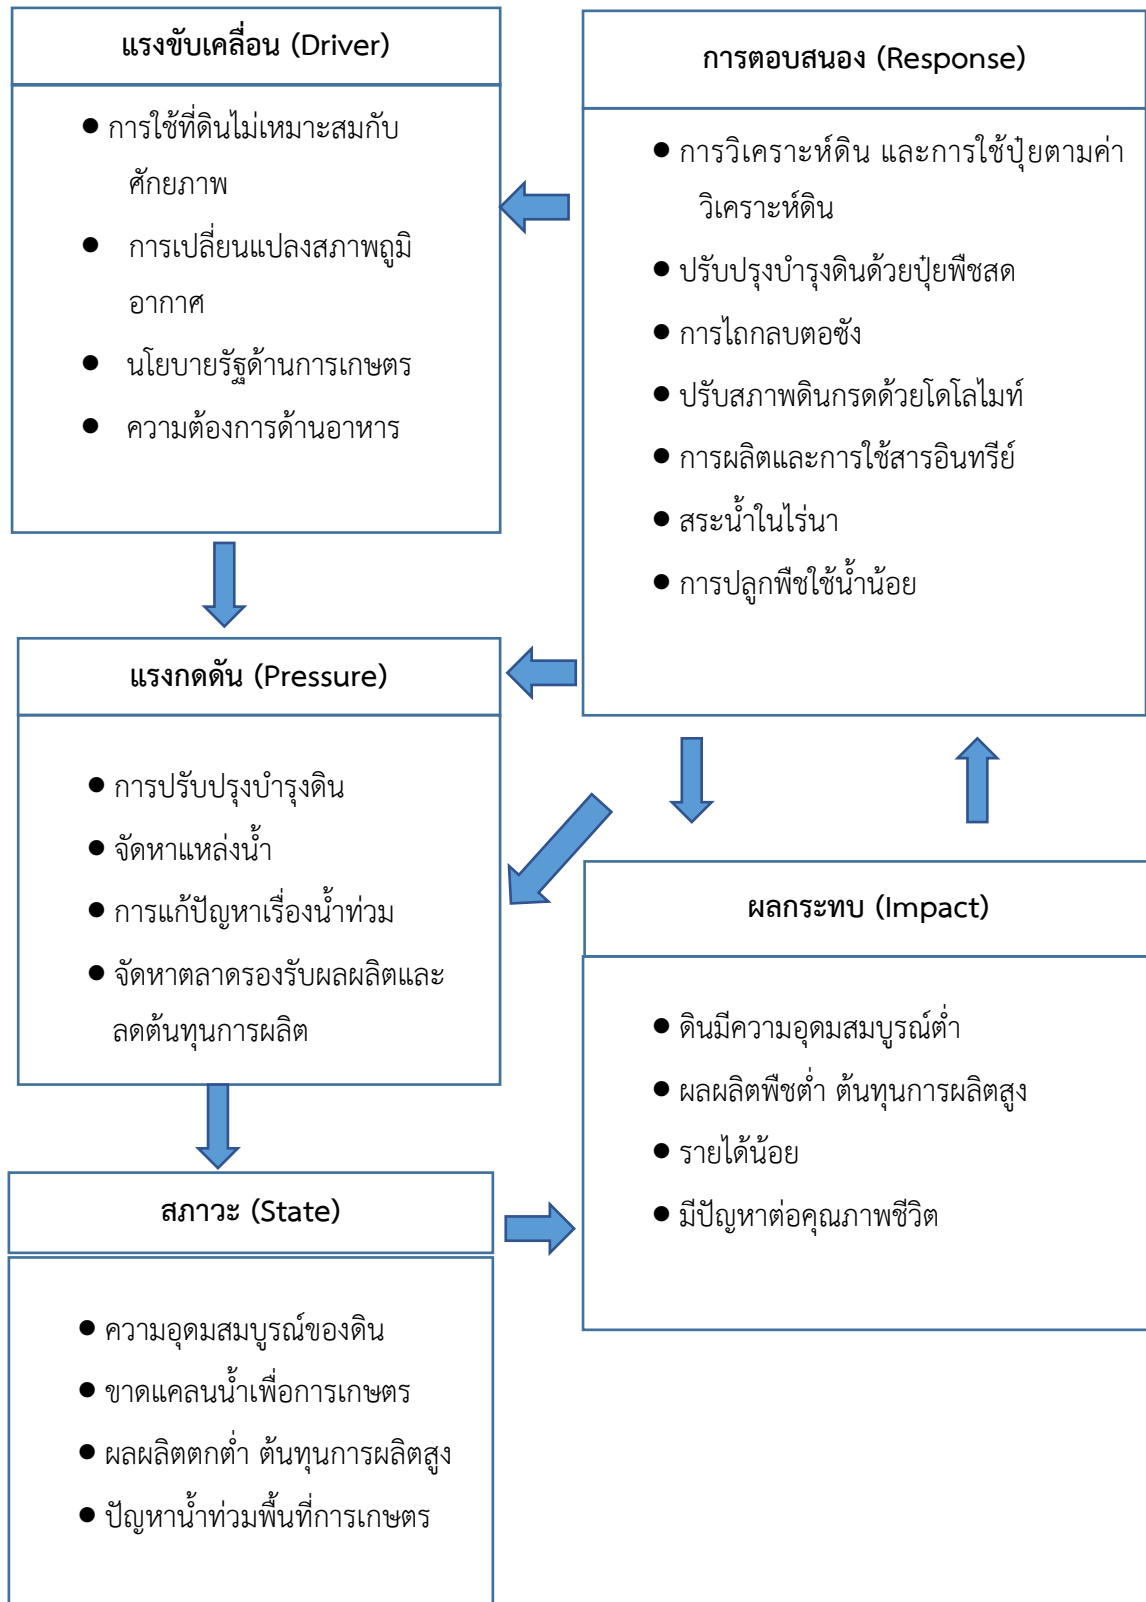 แรงขับเคลื่อน (Driver)
● การใช้ที่ดินไม่เหมาะสมกับ
ศักยภาพ
● การเปลี่ยนแปลงสภาพภูมิ
อากาศ
● นโยบายรัฐด้านการเกษตร
● ความต้องการด้านอาหาร
การตอบสนอง (Response)
● การวิเคราะห์ดิน และการใช้ปุ๋ยตามค่า
วิเคราะห์ดิน
● ปรับปรุงบำรุงดินด้วยปุ๋ยพืชสด
● การไถกลบตอซัง
● ปรับสภาพดินกรดด้วยโดโลไมท์
● การผลิตและการใช้สารอินทรีย์
● สระน้ำในไร่นา
● การปลูกพืชใช้น้ำน้อย
แรงกดดัน (Pressure)
● การปรับปรุงบำรุงดิน
● จัดหาแหล่งน้ำ
● การแก้ปัญหาเรื่องน้ำท่วม
● จัดหาตลาดรองรับผลผลิตและ
ลดต้นทุนการผลิต
ผลกระทบ (Impact)
● ดินมีความอุดมสมบูรณ์ต่ำ
● ผลผลิตพืชต่ำ ต้นทุนการผลิตสูง
● รายได้น้อย
● มีปัญหาต่อคุณภาพชีวิต
สภาวะ (State)
● ความอุดมสมบูรณ์ของดิน
● ขาดแคลนน้ำเพื่อการเกษตร
● ผลผลิตตกต่ำ ต้นทุนการผลิตสูง
● ปัญหาน้ำท่วมพื้นที่การเกษตร